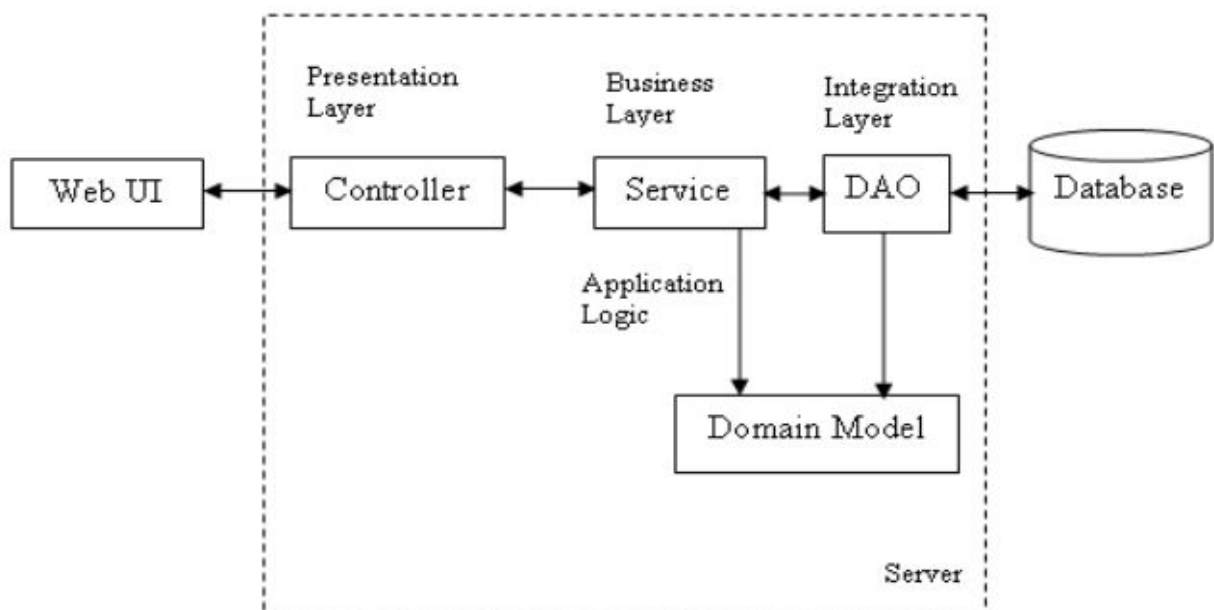 Presentation
Layer
Business
Layer
Integration
Layer
Web UI
Controller
Service
DAO
Database
Application
Logic
Domain Model
Server